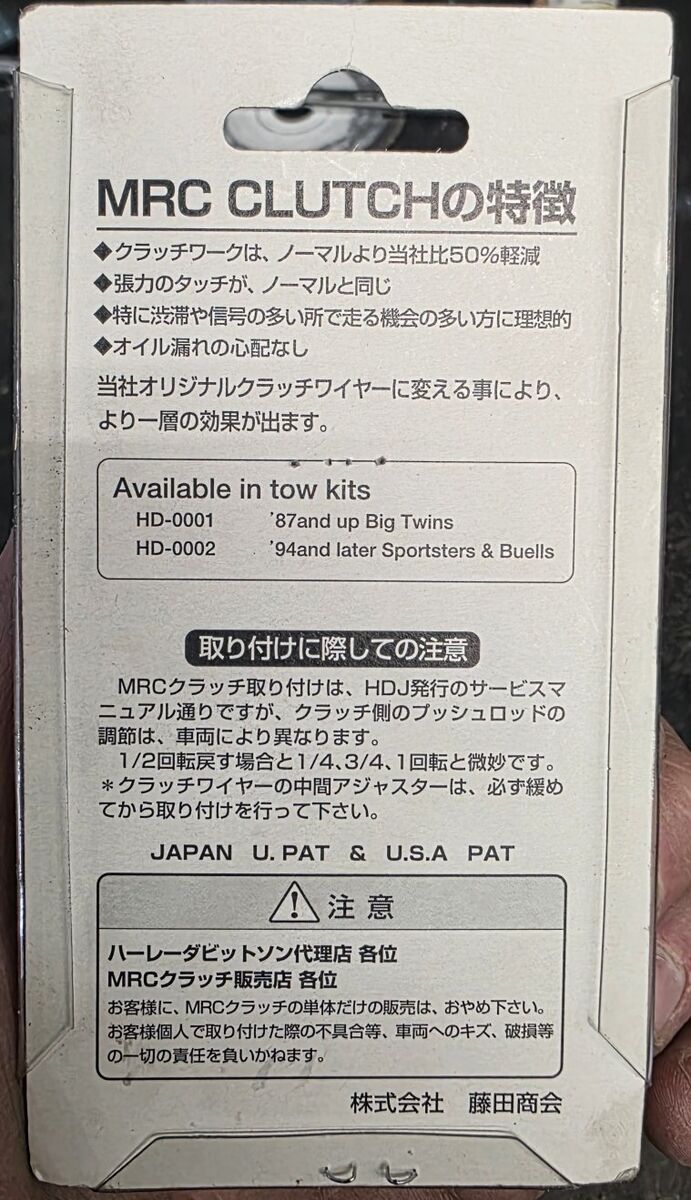 MRC CLUTCHの特徴
◆クラッチワークは、ノーマルより当社比50%軽減
◆張力のタッチが、ノーマルと同じ
◆特に渋滞や信号の多い所で走る機会の多い方に理想的
◆オイル漏れの心配なし
当社オリジナルクラッチワイヤーに変える事により、
より一層の効果が出ます。
Available in tow kits
HD-0001 '87and up Big Twins
HD-0002 '94and later Sportsters & Buells
取り付けに際しての注意
MRCクラッチ取り付けは、HDJ発行のサービスマ
ニュアル通りですが、クラッチ側のプッシュロッドの
調節は、車両により異なります。
1/2回転戻す場合と1/4、3/4、1回転と微妙です。
*クラッチワイヤーの中間アジャスターは、必ず緩め
てから取り付けを行って下さい。
JAPAN U. PAT & U.S.A PAT
注意
ハーレーダビットソン代理店 各位
MRCクラッチ販売店 各位
お客様に、MRCクラッチの単体だけの販売は、おやめ下さい。
お客様個人で取り付けた際の不具合等、車両へのキズ、破損等
の一切の責任を負いかねます。
株式会社 藤田商会